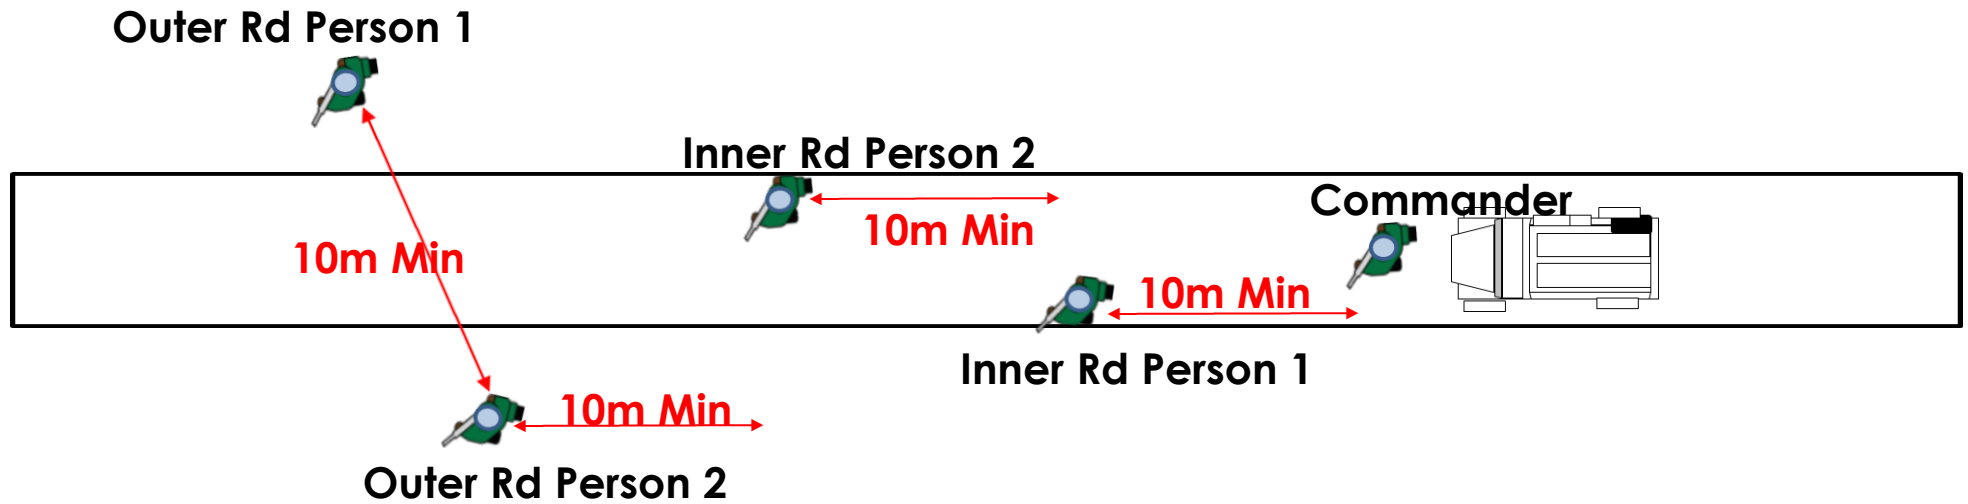 Outer Rd Person 1
Inner Rd Person 2
Commander
10m Min
10m Min
10m Min
Inner Rd Person 1
10m Min
Outer Rd Person 2